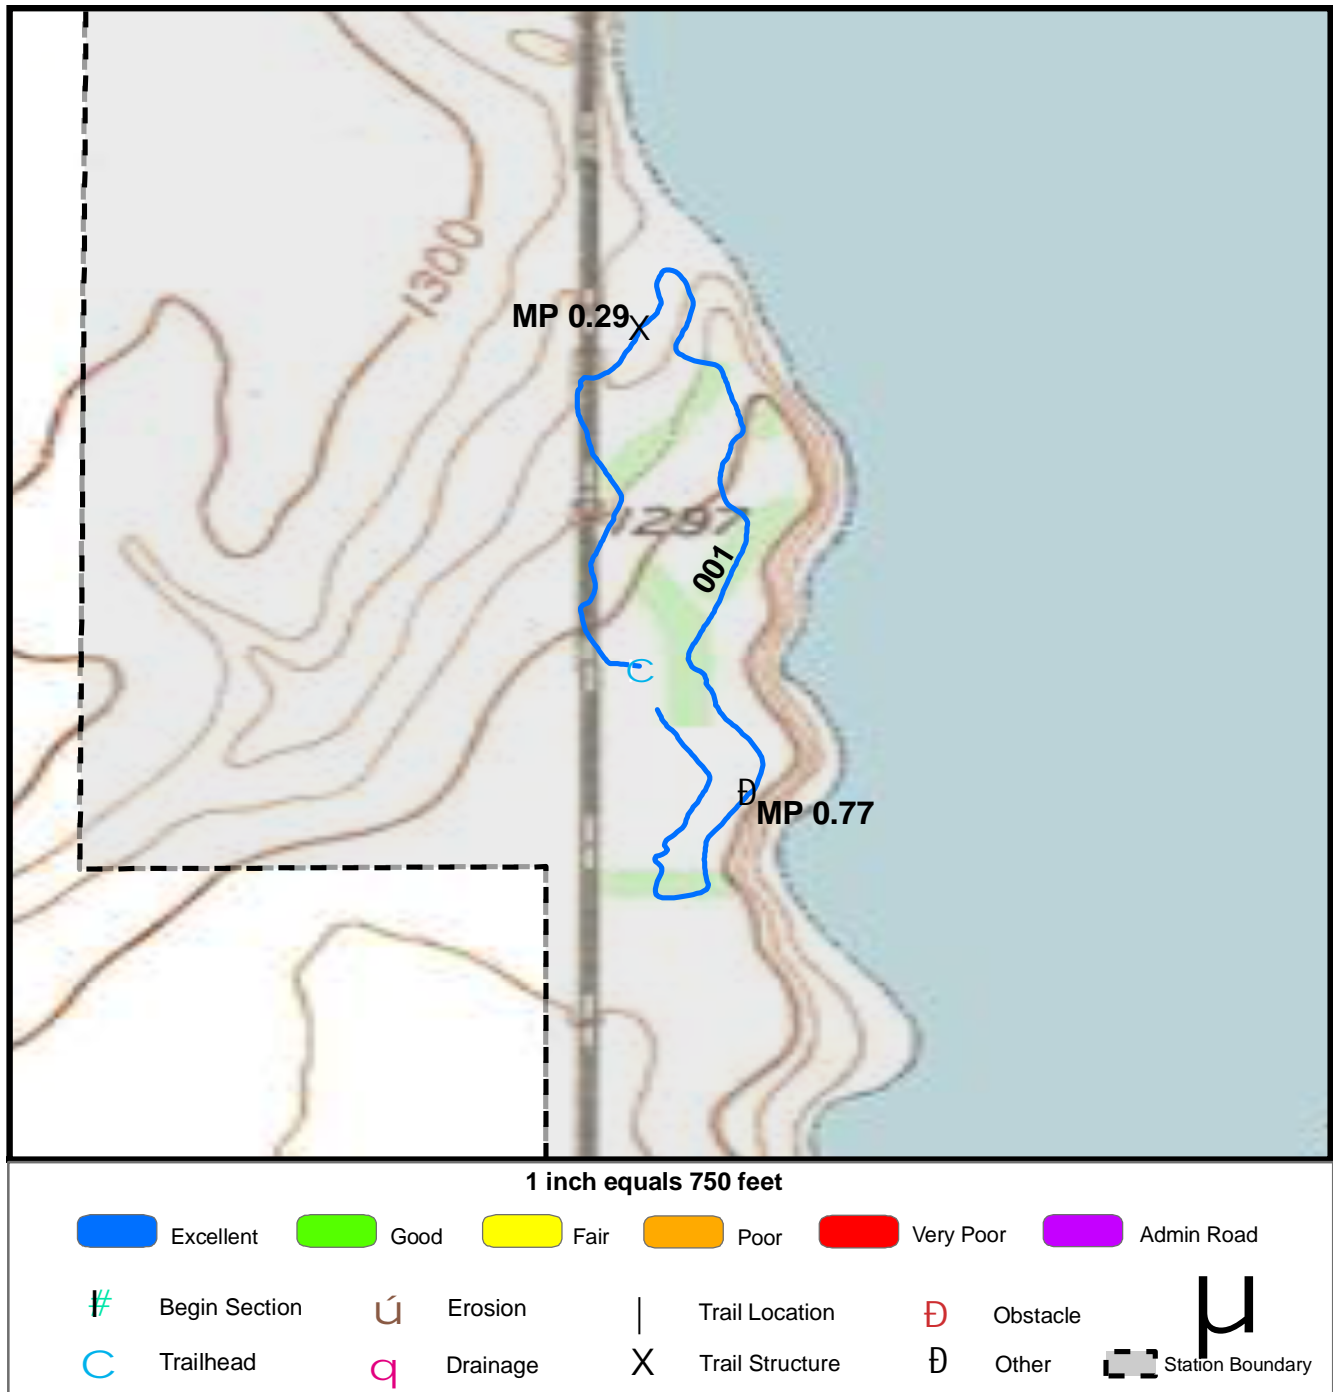 1300
MP 0.29
X
1297
001
C
Ð
MP 0.77
1 inch equals 750 feet
Excellent Good Fair Poor Very Poor Admin Road
# Begin Section ú Erosion | Trail Location Ð Obstacle µ
C Trailhead q Drainage X Trail Structure Ð Other Station Boundary